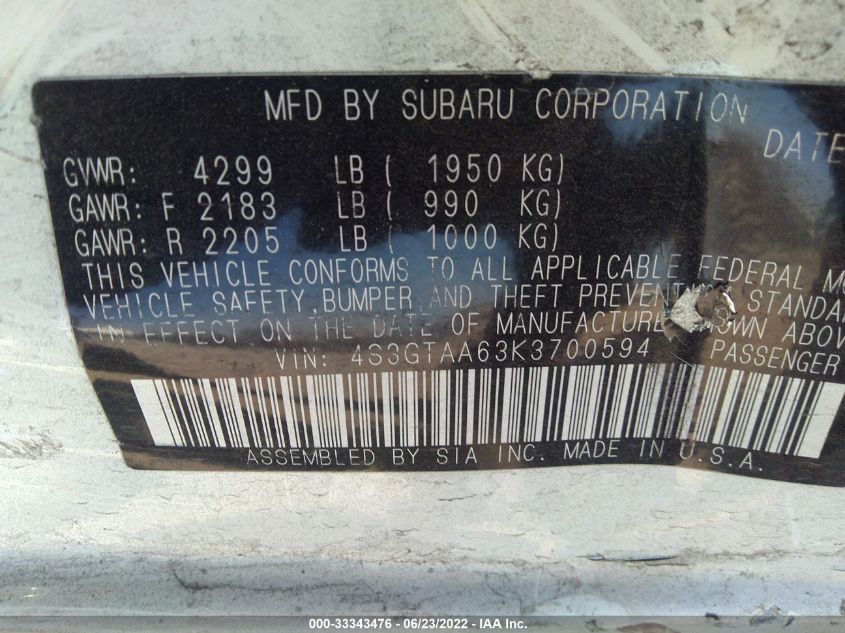 MFD BY SUBARU CORPORATION
DATE
GVWR: 4299 LB ( 1950 KG)
GAWR: F 2183 LB ( 990 KG)
GAWR: R 2205 LB ( 1000 KG)
THIS VEHICLE CONFORMS TO ALL APPLICABLE FEDERAL MO
VEHICLE SAFETY,BUMPER AND THEFT PREVENT STANDAR
IN EFFECT ON THE DATE OF MANUFACTURE OWN ABOV
VIN: 4S3GTAA63K3700594 PASSENGER
ASSEMBLED BY SIA INC. MADE IN U.S.A.
000-33343476 - 06/23/2022 - IAA Inc.